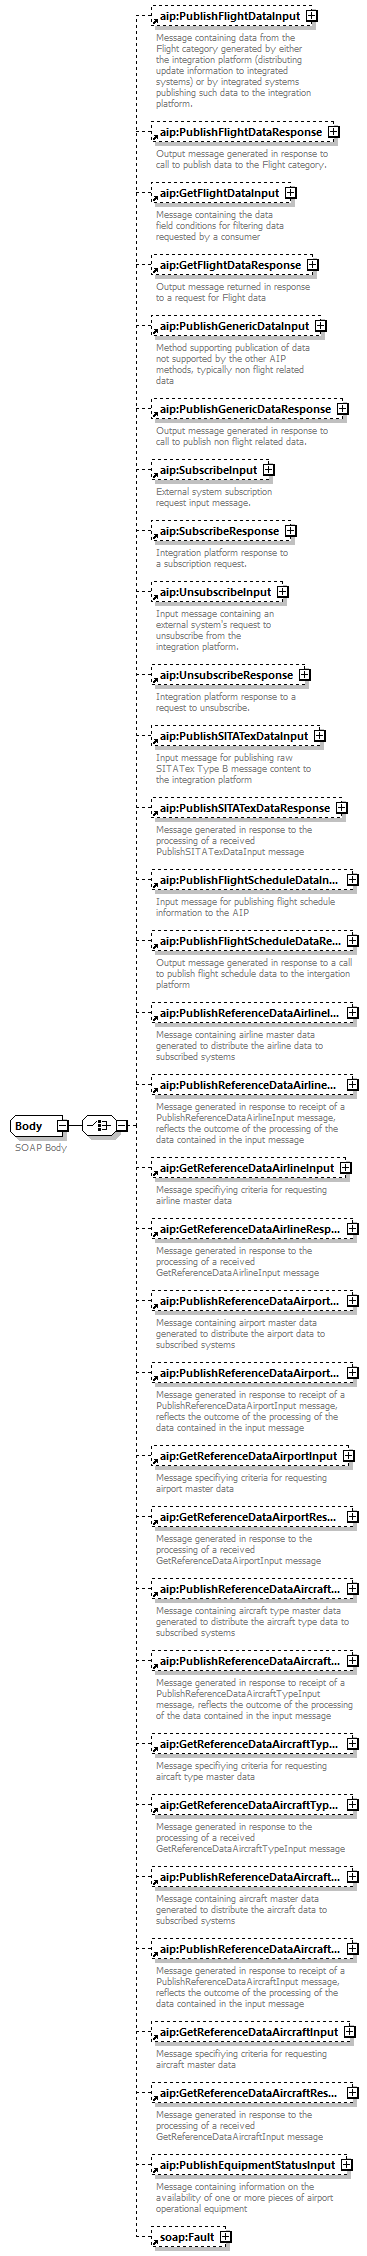 aip:PublishFlightDataInput
Message containing data from the
Flight category generated by either
the integration platform (distributing
update information to integrated
systems) or by integrated systems
publishing such data to the integration
platform.
aip:PublishFlightDataResponse
Output message generated in response to
call to publish data to the Flight category.
aip:GetFlightDataInput
Message containing the data
field conditions for filtering data
requested by a consumer
aip:GetFlightDataResponse
Output message returned in response
to a request for Flight data
aip:PublishGenericDataInput
Method supporting publication of data
not supported by the other AIP
methods, typically non flight related
data
aip:PublishGenericDataResponse
Output message generated in response to
call to publish non flight related data.
aip:SubscribeInput
External system subscription
request input message.
aip:SubscribeResponse
Integration platform response to
a subscription request.
aip:UnsubscribeInput
Input message containing an
external system's request to
unsubscribe from the
integration platform.
aip:UnsubscribeResponse
Integration platform response to a
request to unsubscribe.
aip:PublishSITATexDataInput
Input message for publishing raw
SITATex Type B message content to
the integration platform
aip:PublishSITATexDataResponse
Message generated in response to the
processing of a received
PublishSITATexDataInput message
aip:PublishFlightScheduleDataIn...
Input message for publishing flight schedule
information to the AIP
aip:PublishFlightScheduleDataRe...
Output message generated in response to a call
to publish flight schedule data to the intergation
platform
aip:PublishReferenceDataAirlineI...
Message containing airline master data
generated to distribute the airline data to
subscribed systems
aip:PublishReferenceDataAirline...
Message generated in response to receipt of a
PublishReferenceDataAirlineInput message,
reflects the outcome of the processing of the
data contained in the input message
Body
SOAP Body
aip:GetReferenceDataAirlineInput
Message specifiying criteria for requesting
airline master data
aip:GetReferenceDataAirlineResp...
Message generated in response to the
processing of a received
GetReferenceDataAirlineInput message
aip:PublishReferenceDataAirport...
Message containing airport master data
generated to distribute the airport data to
subscribed systems
aip:PublishReferenceDataAirport...
Message generated in response to receipt of a
PublishReferenceDataAirportInput message,
reflects the outcome of the processing of the
data contained in the input message
aip:GetReferenceDataAirportInput
Message specifiying criteria for requesting
airport master data
aip:GetReferenceDataAirportRes...
Message generated in response to the
processing of a received
GetReferenceDataAirportInput message
aip:PublishReferenceDataAircraft...
Message containing aircraft type master data
generated to distribute the aircraft type data to
subscribed systems
aip:PublishReferenceDataAircraft...
Message generated in response to receipt of a
PublishReferenceDataAircraftTypeInput
message, reflects the outcome of the processing
of the data contained in the input message
aip:GetReferenceDataAircraftTyp...
Message specifiying criteria for requesting
aircaft type master data
aip:GetReferenceDataAircraftTyp...
Message generated in response to the
processing of a received
GetReferenceDataAircraftTypeInput message
aip:PublishReferenceDataAircraft...
Message containing aircraft master data
generated to distribute the aircraft data to
subscribed systems
aip:PublishReferenceDataAircraft...
Message generated in response to receipt of a
PublishReferenceDataAircraftInput message,
reflects the outcome of the processing of the
data contained in the input message
aip:GetReferenceDataAircraftInput
Message specifiying criteria for requesting
aircraft master data
aip:GetReferenceDataAircraftRes...
Message generated in response to the
processing of a received
GetReferenceDataAircraftInput message
aip:PublishEquipmentStatusInput
Message containing information on the
availability of one or more pieces of airport
operational equipment
soap:Fault